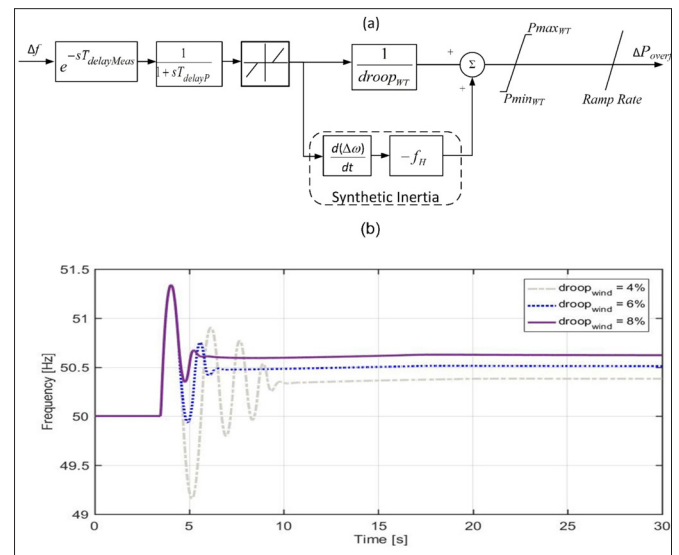 (a)
Δf
e^{-sT_{delayMeas}}
1
1+sT_{delayP}
1
droop_{WT}
+
Σ
+
Pmax_{WT}
Pmin_{WT}
Ramp Rate
ΔP_{overf}
d(Δω)
dt
-f_H
Synthetic Inertia
(b)
51.5
51
50.5
50
49.5
49
Frequency [Hz]
droop_{wind} = 4%
droop_{wind} = 6%
droop_{wind} = 8%
0 5 10 15 20 25 30
Time [s]